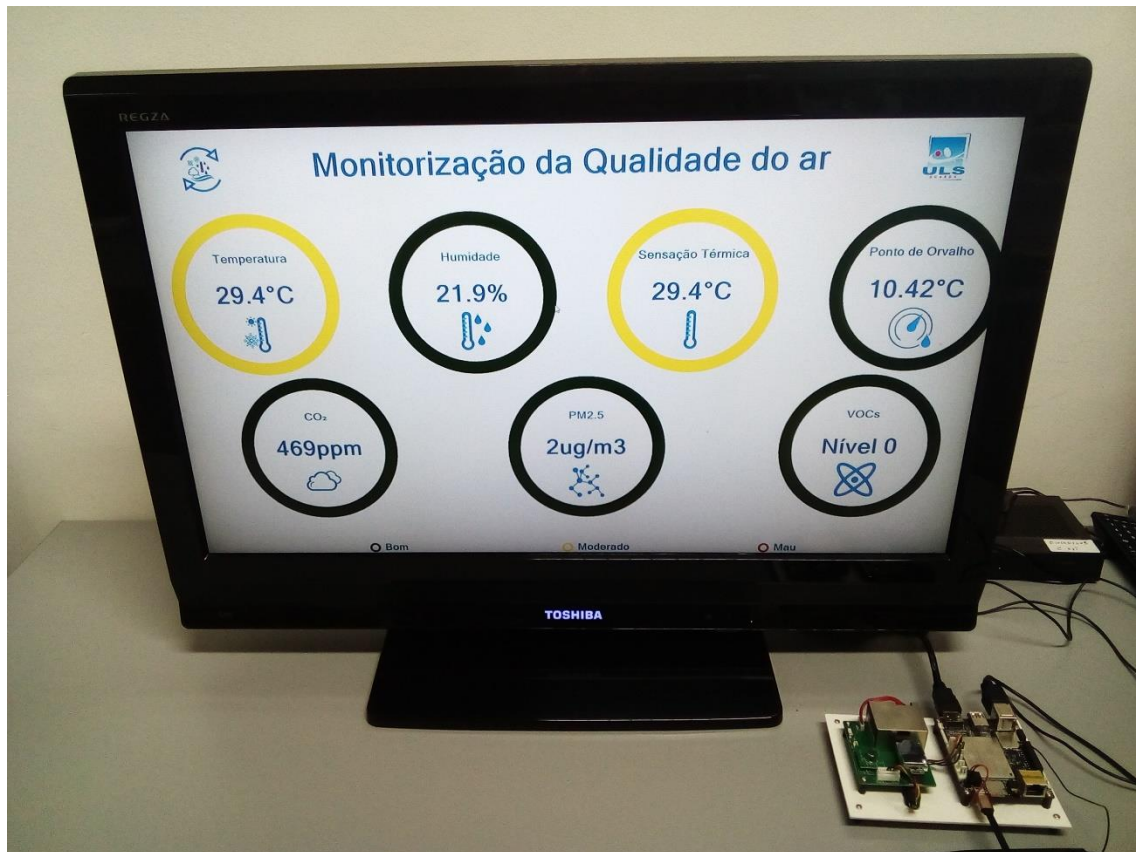 REGZA
Monitorização da Qualidade do ar
ULS
Temperatura
29.4°C
Humidade
21.9%
Sensação Térmica
29.4°C
Ponto de Orvalho
10.42°C
CO₂
469ppm
PM2.5
2ug/m3
VOCs
Nível 0
Bom
Moderado
Mau
TOSHIBA